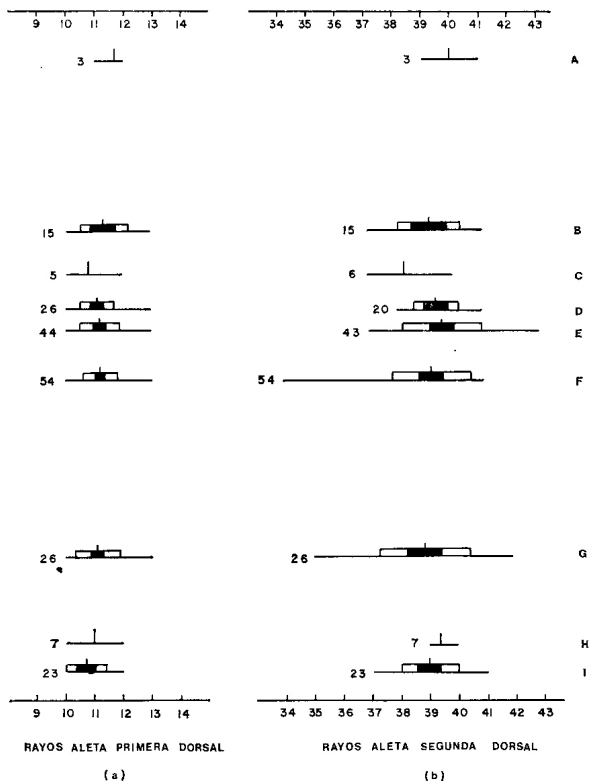 9 10 11 12 13 14 34 35 36 37 38 39 40 41 42 43
3 3 A
15 15 B
5 6 C
26 20 D
44 43 E
54 54 F
26 26 G
7 7 H
23 23 I
9 10 11 12 13 14 34 35 36 37 38 39 40 41 42 43
RAYOS ALETA PRIMERA DORSAL RAYOS ALETA SEGUNDA DORSAL
(a) (b)